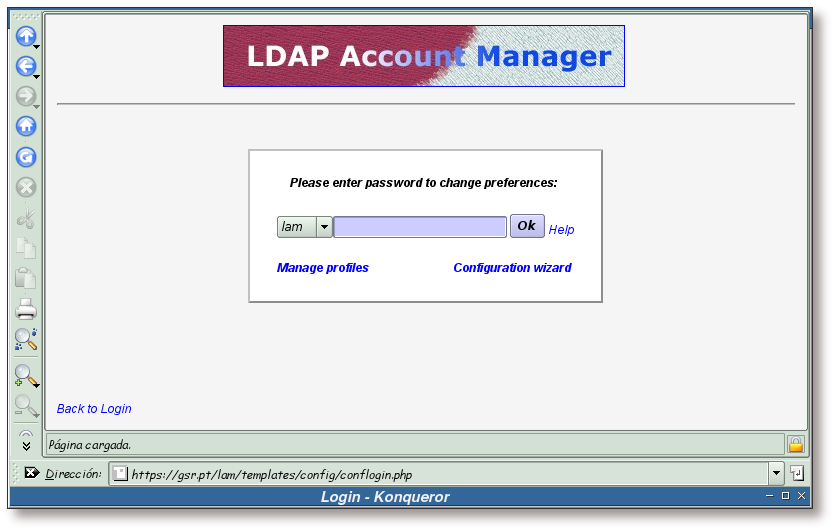 LDAP Account Manager
Please enter password to change preferences:
lam
Ok
Help
Manage profiles
Configuration wizard
Back to Login
Página cargada.
Dirección:
https://gsr.pt/lam/templates/config/conflogin.php
Login - Konqueror